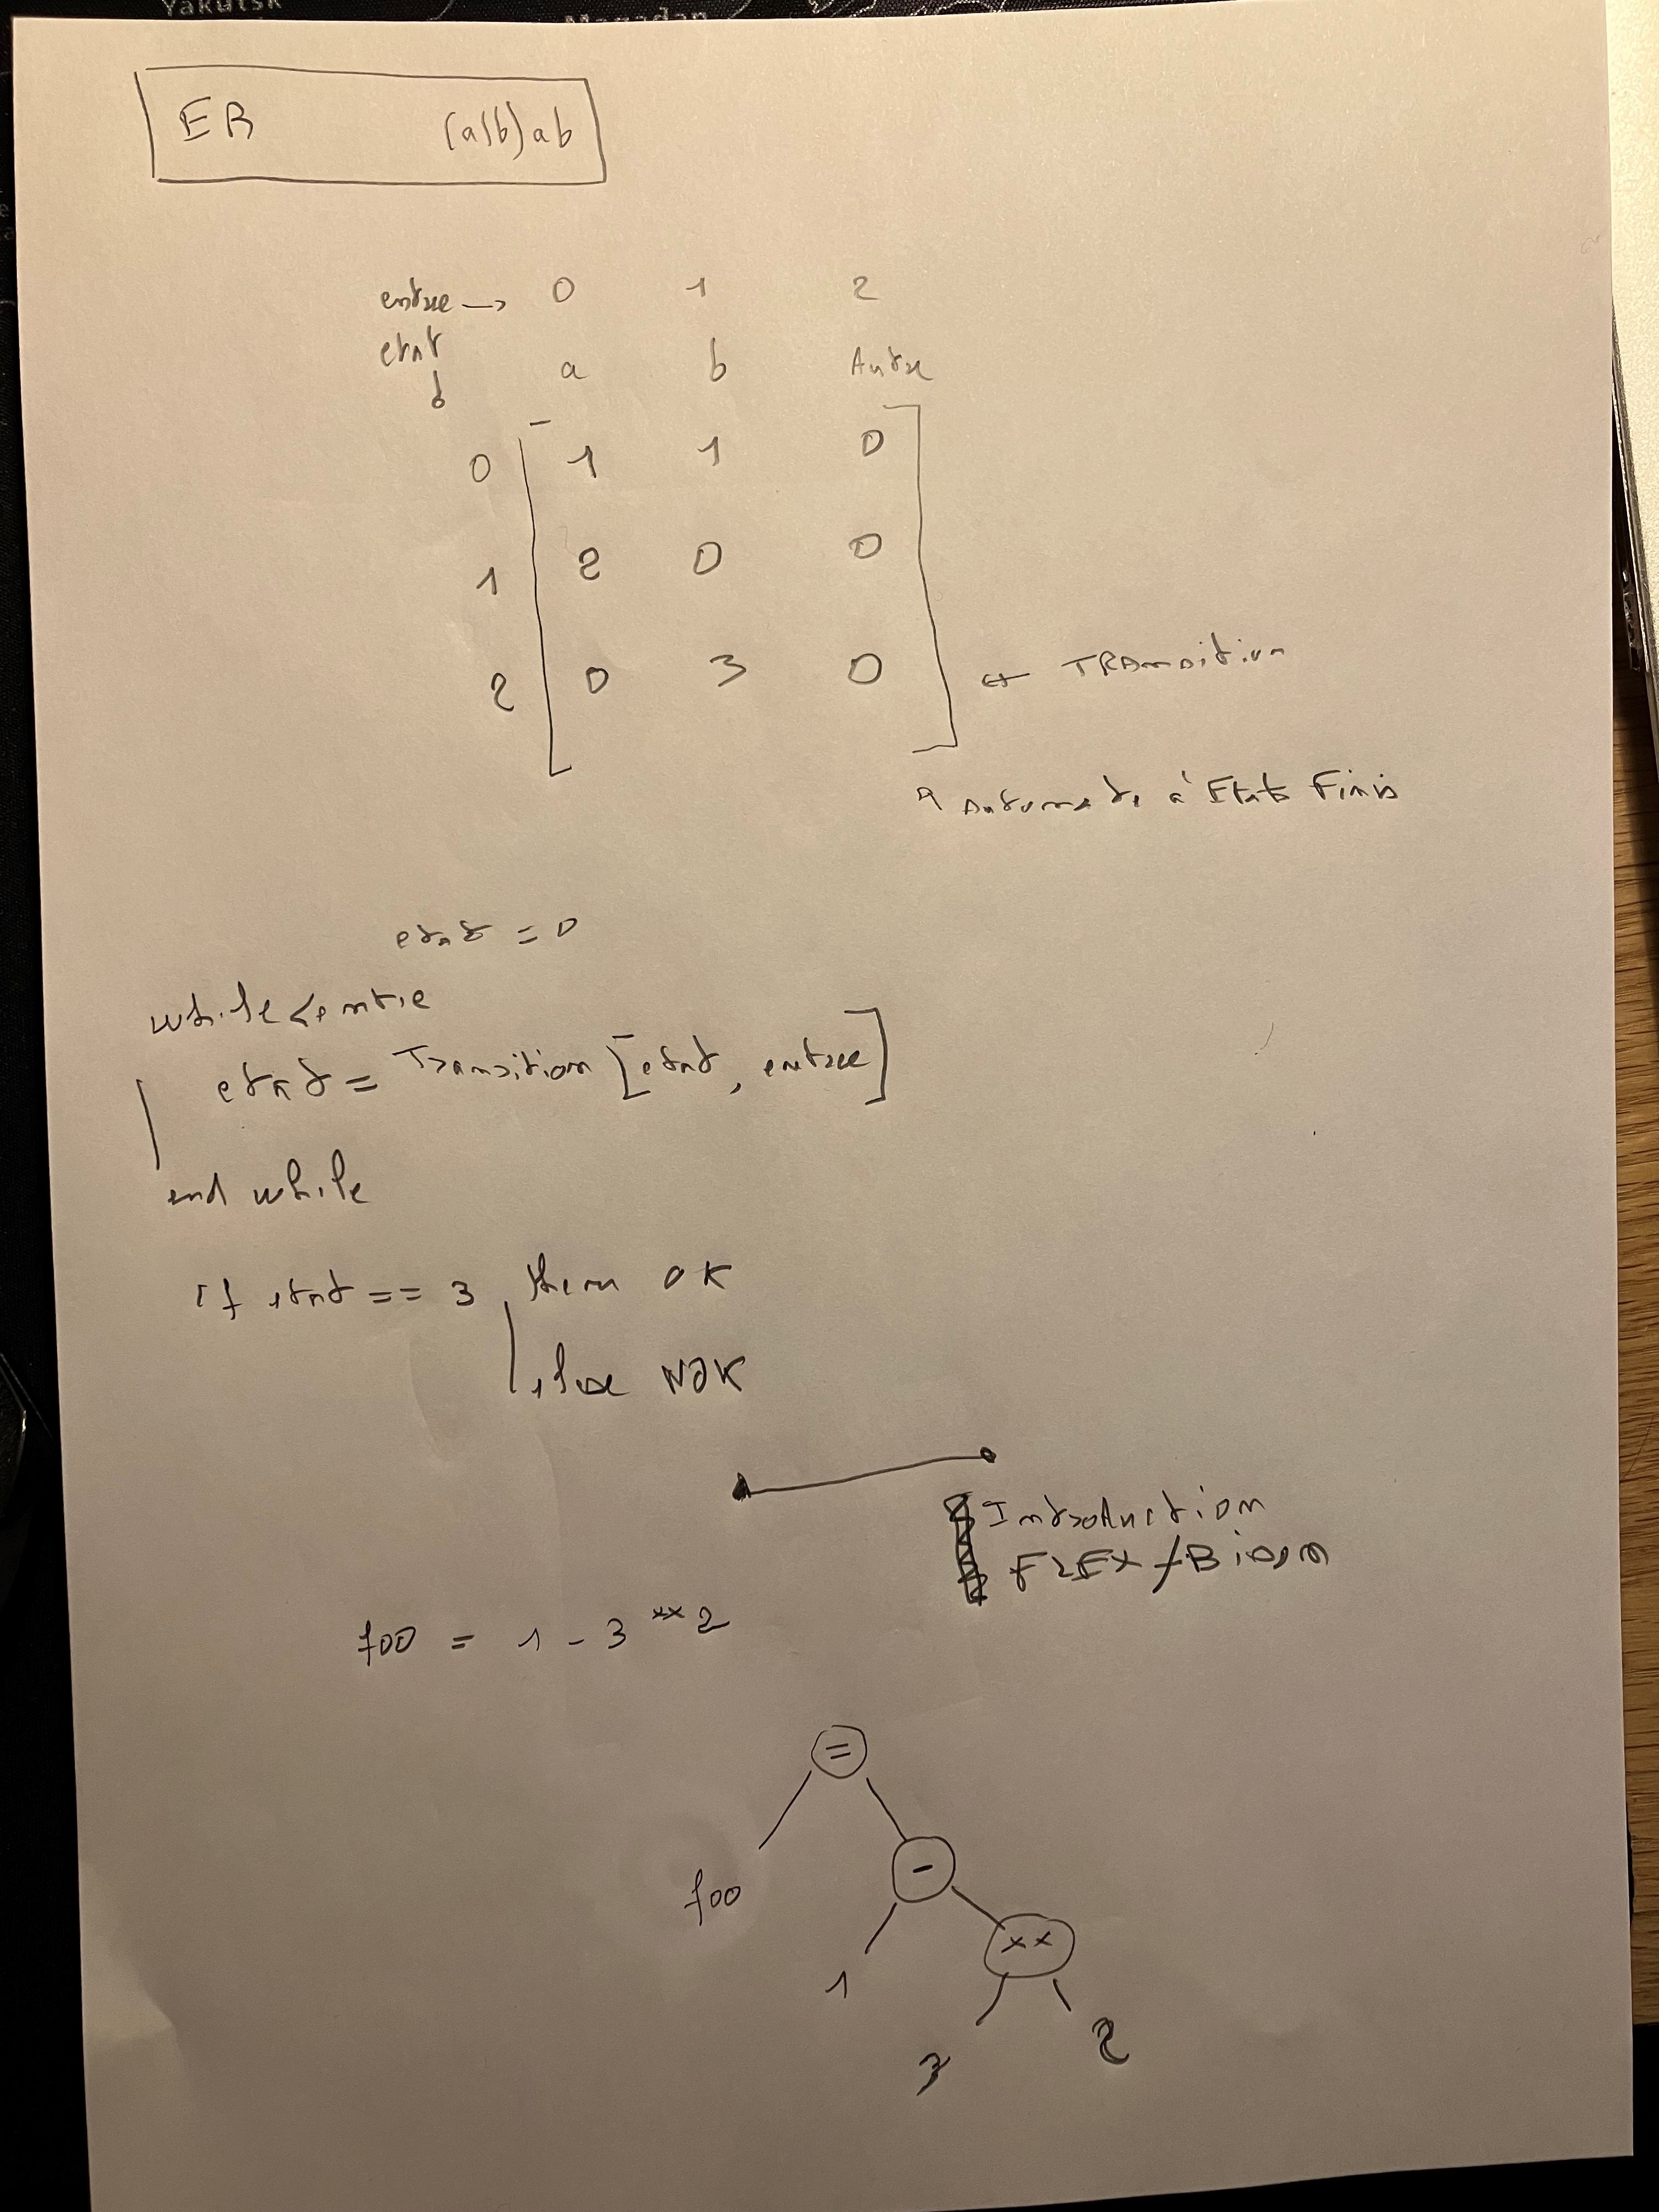 Yakutsk
Magadan
ER (a|b)ab
entree → 0 1 2
etat
a b Autre
0 1 1 0
1 2 0 0
2 0 3 0
← TRAnsition
Automate à Etats Finis
etat = 0
while < entre
etat = Transition [etat, entree]
end while
if etat == 3 then OK
else NOK
Introduction
FLEX / Bison
foo = 1 - 3 ** 2
=
foo -
1 **
3 2